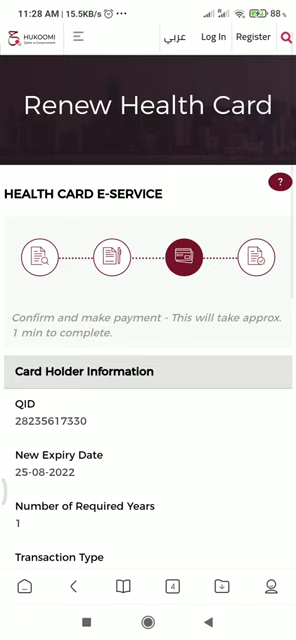 11:28 AM | 15.5KB/s
88%
HUKOOMI
عربي
Log In
Register
Renew Health Card
?
HEALTH CARD E-SERVICE
Confirm and make payment - This will take approx.
1 min to complete.
Card Holder Information
QID
28235617330
New Expiry Date
25-08-2022
Number of Required Years
1
Transaction Type
4